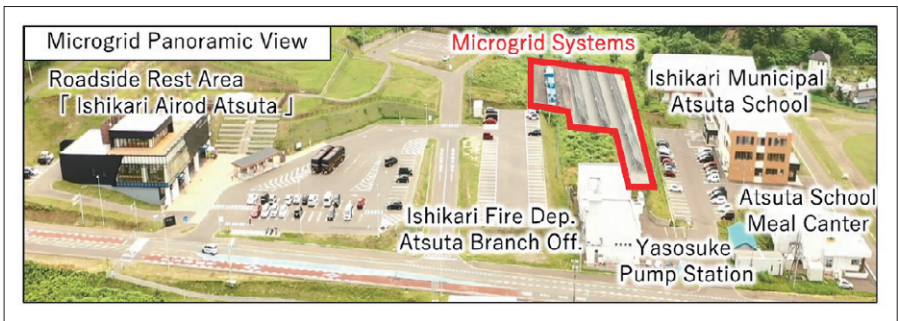 Microgrid Panoramic View
Microgrid Systems
Roadside Rest Area
「 Ishikari Airod Atsuta 」
Ishikari Municipal
Atsuta School
Ishikari Fire Dep.
Atsuta Branch Off.
Atsuta School
Meal Canter
Yasosuke
Pump Station